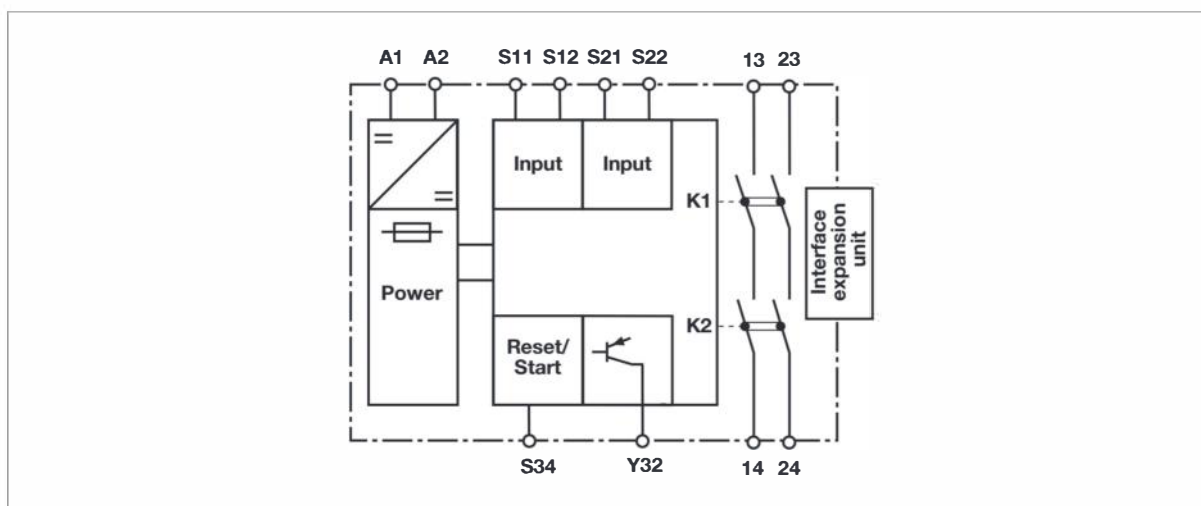 A1 A2 S11 S12 S21 S22 13 23
Input Input
K1
Interface
expansion
unit
Power
K2
Reset/
Start
S34 Y32 14 24